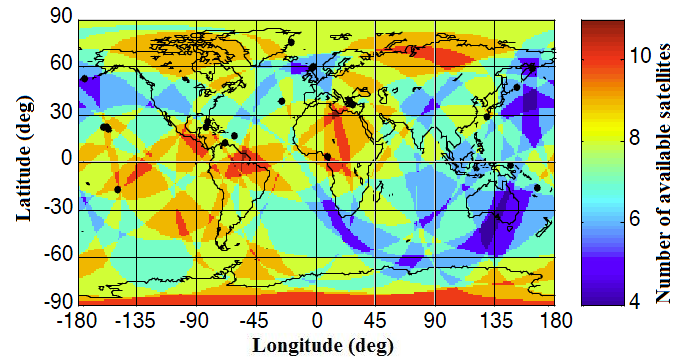 90
60
30
0
-30
-60
-90
Latitude (deg)
-180 -135 -90 -45 0 45 90 135 180
Longitude (deg)
10
8
6
4
Number of available satellites